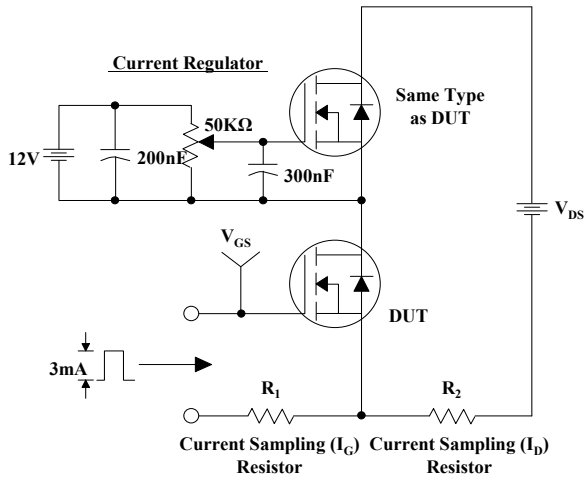 Current Regulator
Same Type
as DUT
50KΩ
12V
200nF
300nF
V_DS
V_GS
DUT
3mA
R_1
R_2
Current Sampling (I_G)
Resistor
Current Sampling (I_D)
Resistor